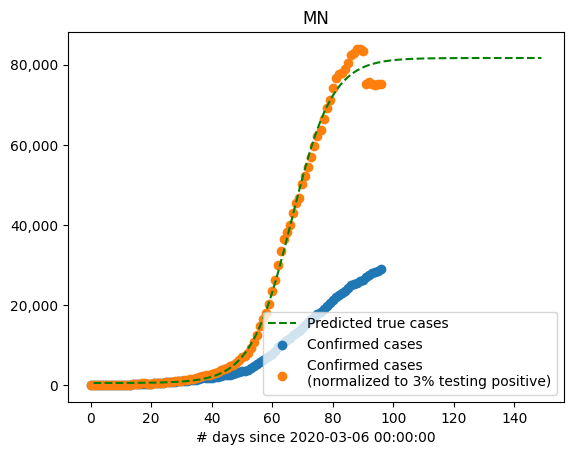 MN
80,000
60,000
40,000
20,000
0
Predicted true cases
Confirmed cases
Confirmed cases
(normalized to 3% testing positive)
0 20 40 60 80 100 120 140
# days since 2020-03-06 00:00:00